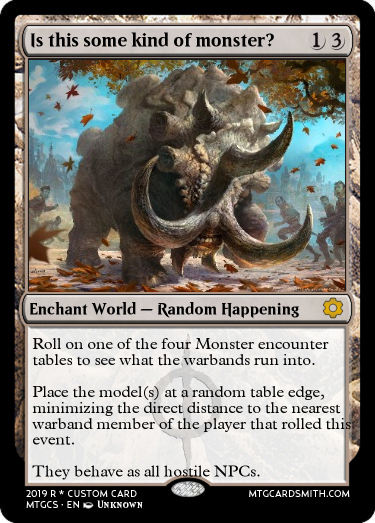 Is this some kind of monster? 1/3
Enchant World — Random Happening
Roll on one of the four Monster encounter
tables to see what the warbands run into.
Place the model(s) at a random table edge,
minimizing the direct distance to the nearest
warband member of the player that rolled this
event.
They behave as all hostile NPCs.
2019 R * CUSTOM CARD
MTGCS · EN Unknown
MTGCARDSMITH.COM